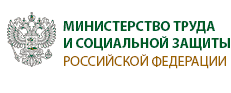 МИНИСТЕРСТВО ТРУДА
И СОЦИАЛЬНОЙ ЗАЩИТЫ
РОССИЙСКОЙ ФЕДЕРАЦИИ